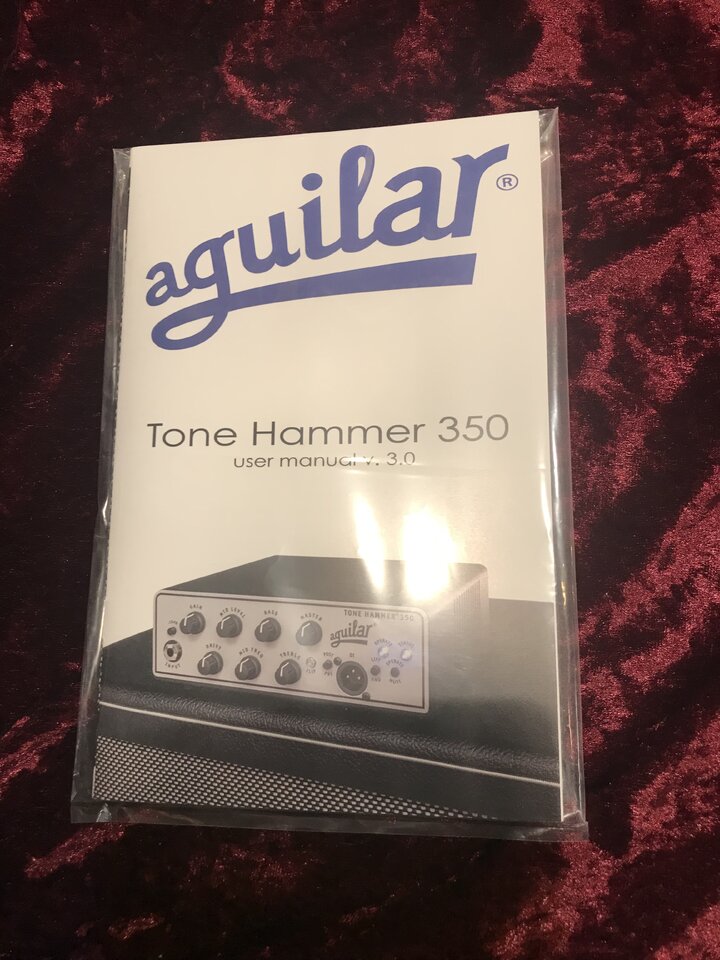 aguilar®
Tone Hammer 350
user manual v. 3.0
TONE HAMMER® 350
GAIN
MID LEVEL
BASS
MASTER
aguilar®
INPUT
DRIVE
MID FREQ
TREBLE
DI
MUTE